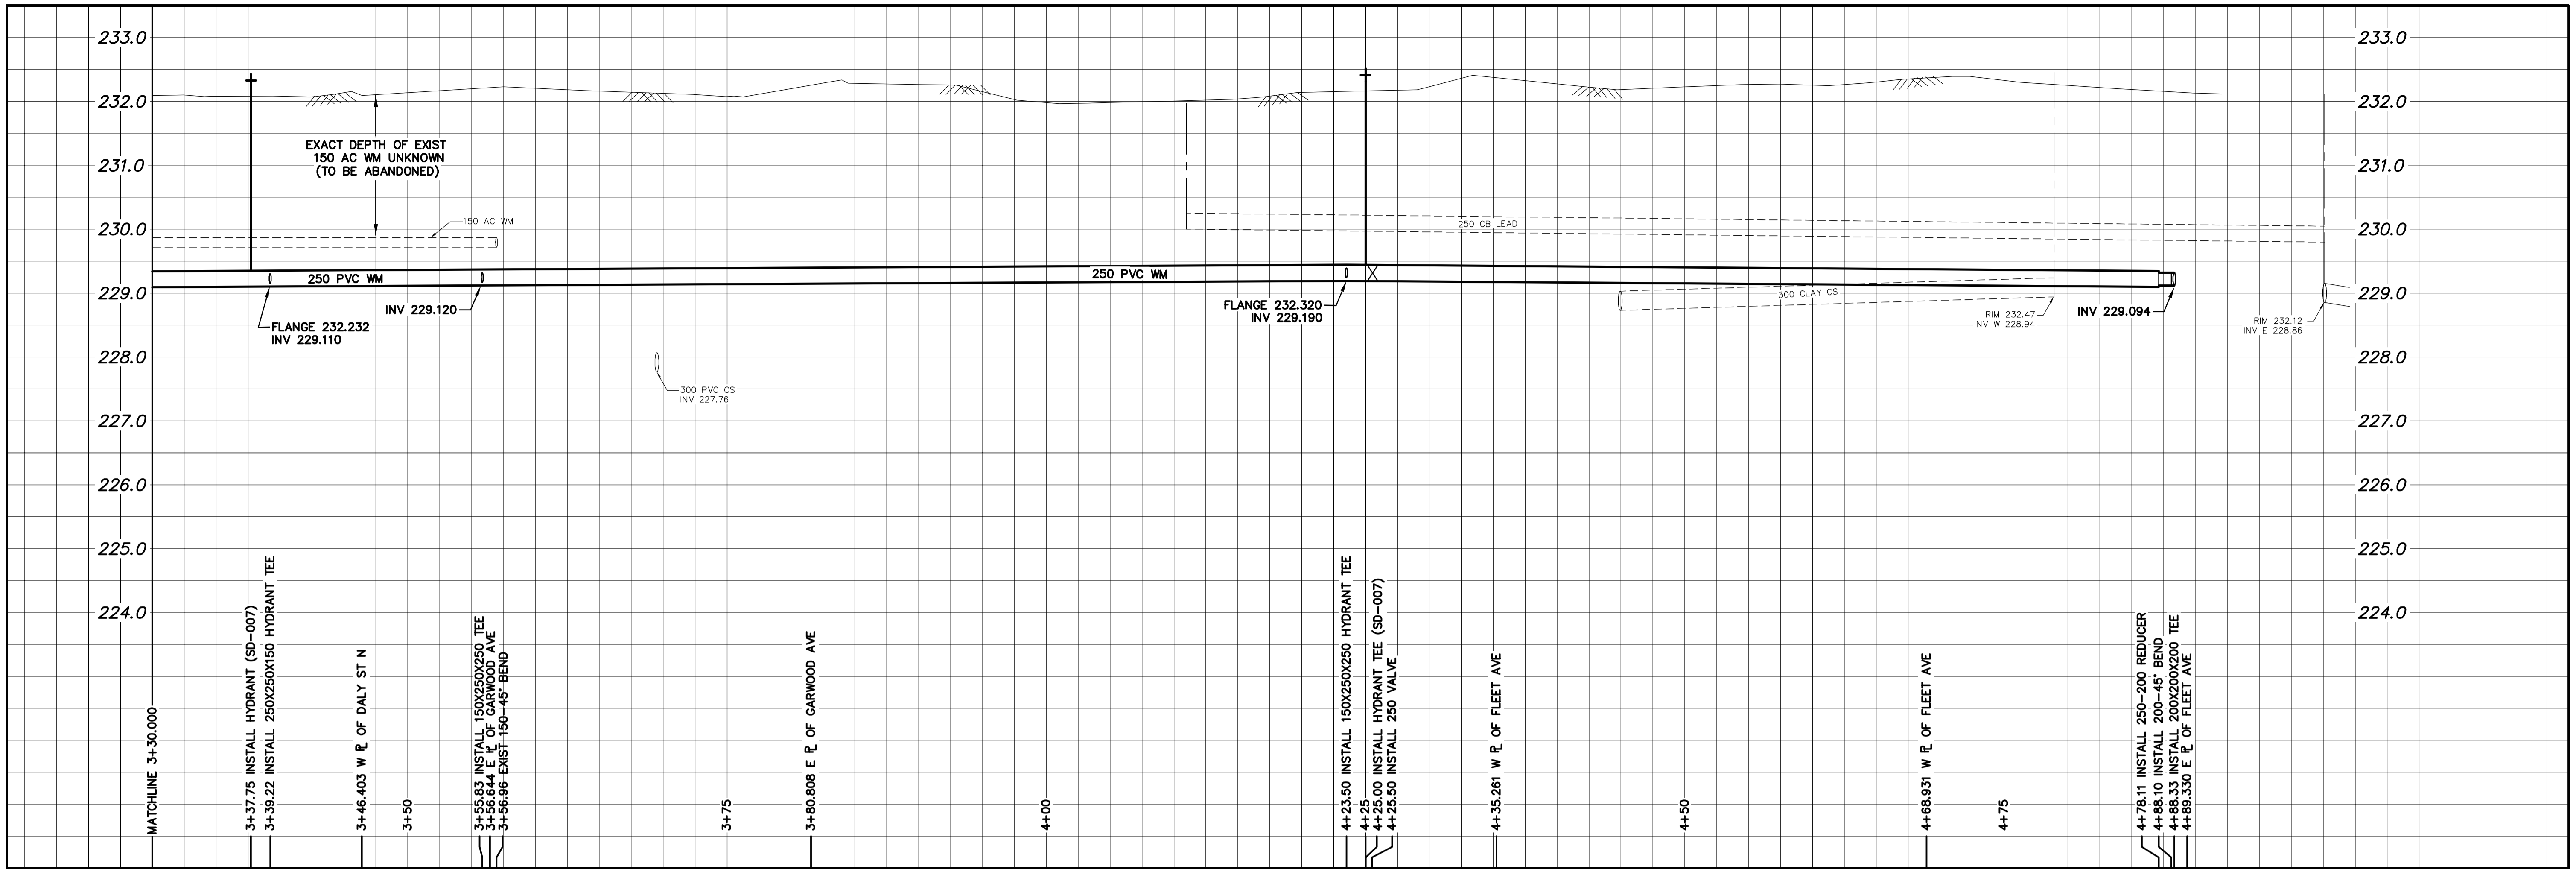 233.0
233.0
232.0
232.0
EXACT DEPTH OF EXIST
150 AC WM UNKNOWN
(TO BE ABANDONED)
231.0
231.0
150 AC WM
250 CB LEAD
230.0
230.0
250 PVC WM
250 PVC WM
229.0
229.0
FLANGE 232.232
INV 229.110
INV 229.120
FLANGE 232.320
INV 229.190
300 CLAY CS
RIM 232.47
INV W 228.94
INV 229.094
RIM 232.12
INV E 228.86
228.0
228.0
300 PVC CS
INV 227.76
227.0
227.0
226.0
226.0
225.0
225.0
224.0
224.0
MATCHLINE 3+30.000
3+37.75 INSTALL HYDRANT (SD-007)
3+39.22 INSTALL 250X250X150 HYDRANT TEE
3+46.403 W PL OF DALY ST N
3+50
3+55.83 INSTALL 150X250X250 TEE
3+56.644 E PL OF GARWOOD AVE
3+56.96 EXIST 150-45° BEND
3+75
3+80.808 E PL OF GARWOOD AVE
4+00
4+23.50 INSTALL 150X250X250 HYDRANT TEE
4+25
4+25.00 INSTALL HYDRANT TEE (SD-007)
4+25.50 INSTALL 250 VALVE
4+35.261 W PL OF FLEET AVE
4+50
4+68.931 W PL OF FLEET AVE
4+75
4+78.11 INSTALL 250-200 REDUCER
4+88.10 INSTALL 200-45° BEND
4+88.33 INSTALL 200X200X200 TEE
4+89.330 E PL OF FLEET AVE